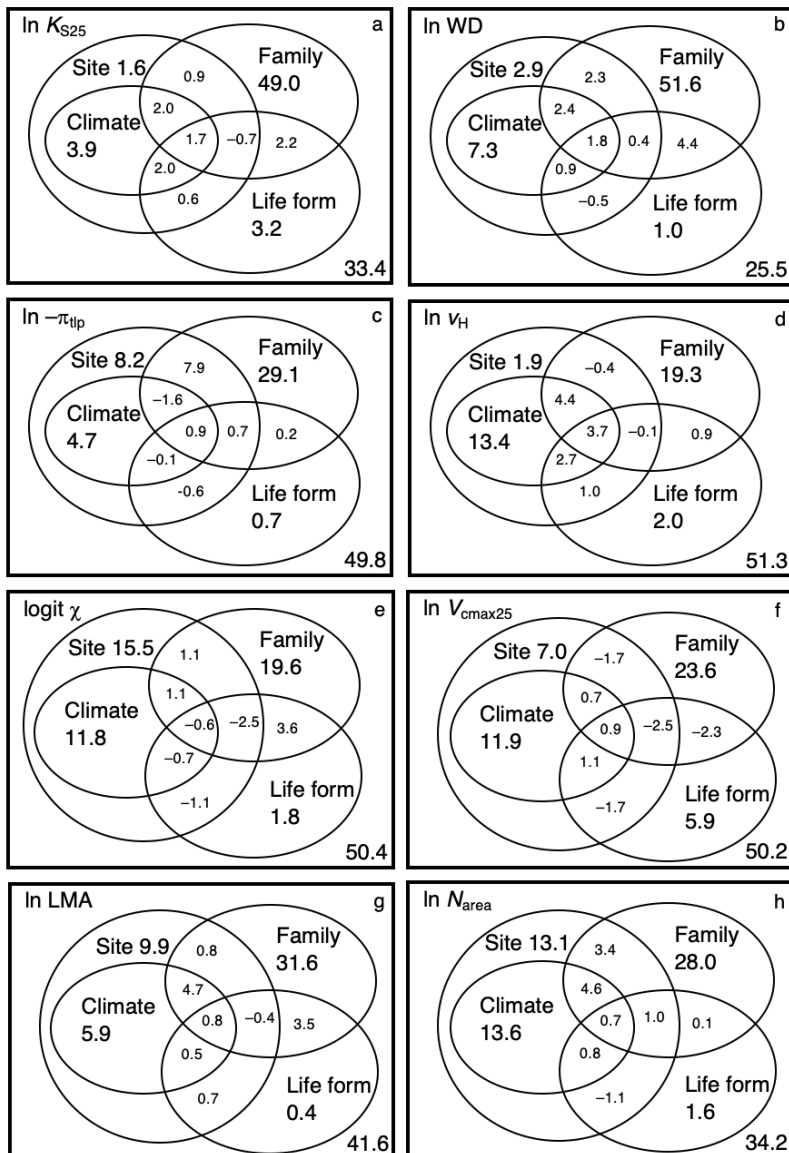 ln K_S25 a
Site 1.6 0.9 Family
49.0
2.0
Climate
3.9
1.7 –0.7 2.2
2.0
0.6 Life form
3.2
33.4
ln WD b
Site 2.9 2.3 Family
51.6
2.4
Climate
7.3
1.8 0.4 4.4
0.9
–0.5 Life form
1.0
25.5
ln –π_tlp c
Site 8.2 7.9 Family
29.1
–1.6
Climate
4.7
0.9 0.7 0.2
–0.1
-0.6 Life form
0.7
49.8
ln v_H d
Site 1.9 –0.4 Family
19.3
4.4
Climate
13.4
3.7 –0.1 0.9
2.7
1.0 Life form
2.0
51.3
logit χ e
Site 15.5 1.1 Family
19.6
1.1
Climate
11.8
–0.6 –2.5 3.6
–0.7
–1.1 Life form
1.8
50.4
ln V_cmax25 f
Site 7.0 –1.7 Family
23.6
0.7
Climate
11.9
0.9 –2.5 –2.3
1.1
–1.7 Life form
5.9
50.2
ln LMA g
Site 9.9 0.8 Family
31.6
4.7
Climate
5.9
0.8 –0.4 3.5
0.5
0.7 Life form
0.4
41.6
ln N_area h
Site 13.1 3.4 Family
28.0
4.6
Climate
13.6
0.7 1.0 0.1
0.8
–1.1 Life form
1.6
34.2